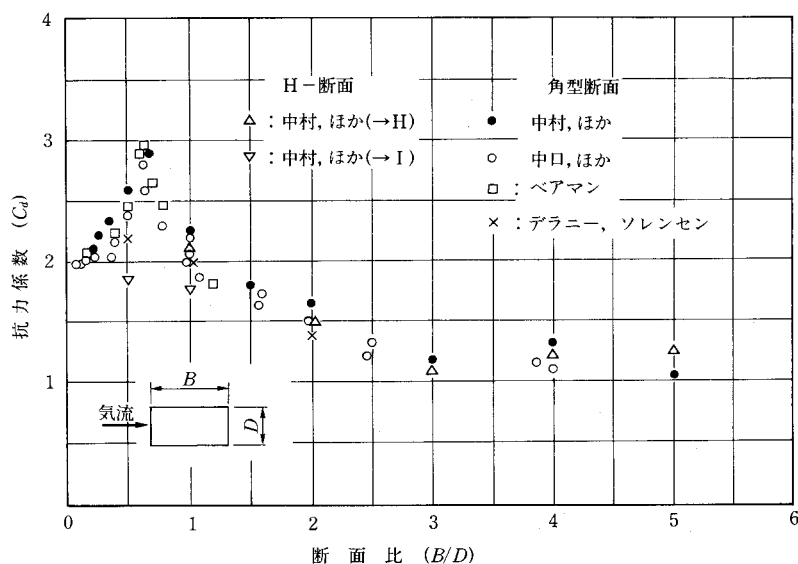 4
3
2
1
抗力係数 (Cd)
H－断面
△：中村, ほか(→H)
▽：中村, ほか(→I)
角型断面
● 中村, ほか
○ 中口, ほか
□：ベアマン
×：デラニー, ソレンセン
B
D
気流
0 1 2 3 4 5 6
断面比 (B/D)